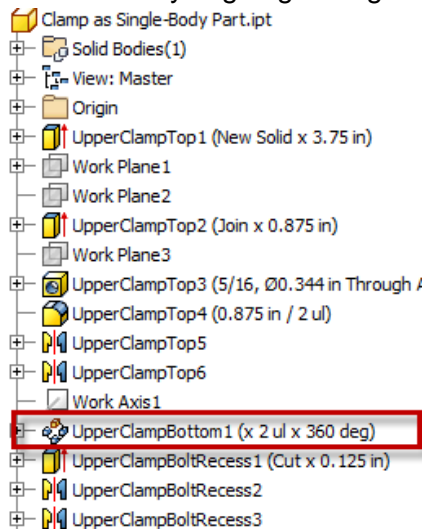 Clamp as Single-Body Part.ipt
Solid Bodies(1)
View: Master
Origin
UpperClampTop1 (New Solid x 3.75 in)
Work Plane1
Work Plane2
UpperClampTop2 (Join x 0.875 in)
Work Plane3
UpperClampTop3 (5/16, Ø0.344 in Through A
UpperClampTop4 (0.875 in / 2 ul)
UpperClampTop5
UpperClampTop6
Work Axis1
UpperClampBottom1 (x 2 ul x 360 deg)
UpperClampBoltRecess1 (Cut x 0.125 in)
UpperClampBoltRecess2
UpperClampBoltRecess3